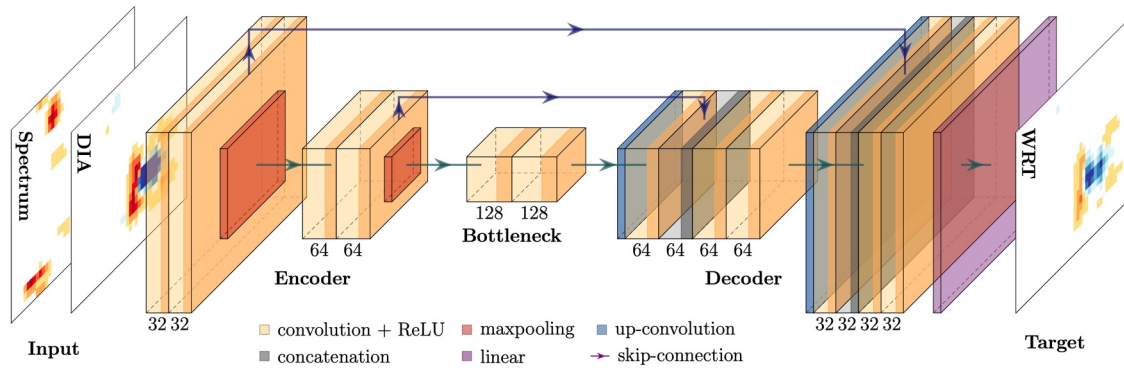 Spectrum
DIA
WRT
32 32
64 64
128 128
64 64 64 64
32 32 32 32
Bottleneck
Encoder
Decoder
Input
Target
convolution + ReLU
maxpooling
up-convolution
concatenation
linear
skip-connection